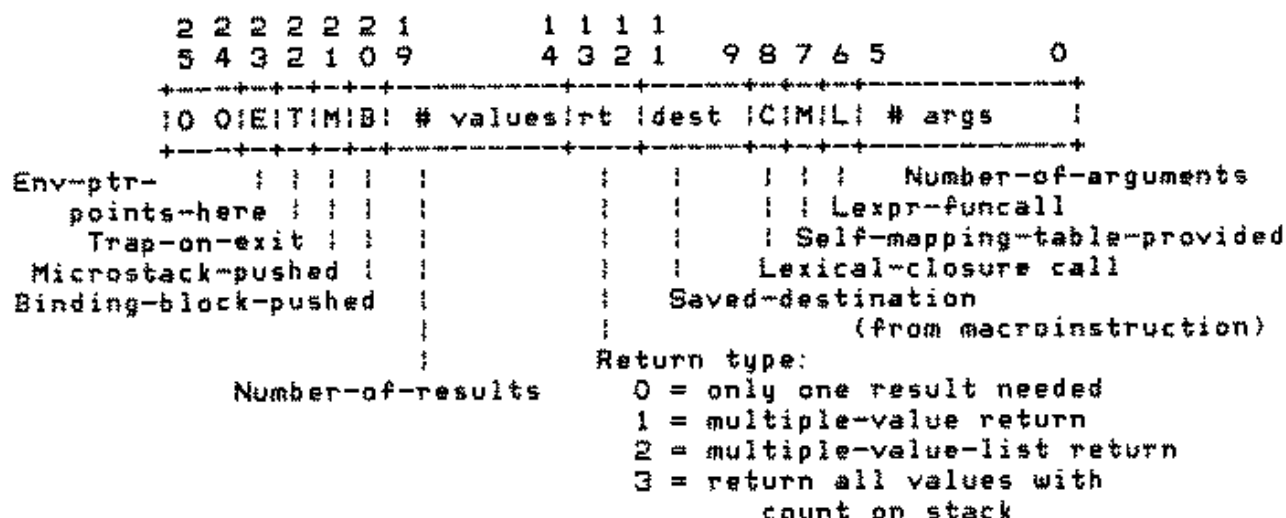 2 2 2 2 2 2 1 1 1 1 1
5 4 3 2 1 0 9 4 3 2 1 9 8 7 6 5 0
+---+-+-+-+-+---------+---+-----+-+-+-+-----------+
|0 0|E|T|M|B| # values|rt |dest |C|M|L| # args |
+---+-+-+-+-+---------+---+-----+-+-+-+-----------+
Env-ptr- | | | | | | | | | | Number-of-arguments
points-here | | | | | | | | Lexpr-funcall
Trap-on-exit | | | | | | Self-mapping-table-provided
Microstack-pushed | | | | Lexical-closure call
Binding-block-pushed | | Saved-destination
| | (from macroinstruction)
| Return type:
Number-of-results 0 = only one result needed
1 = multiple-value return
2 = multiple-value-list return
3 = return all values with
count on stack